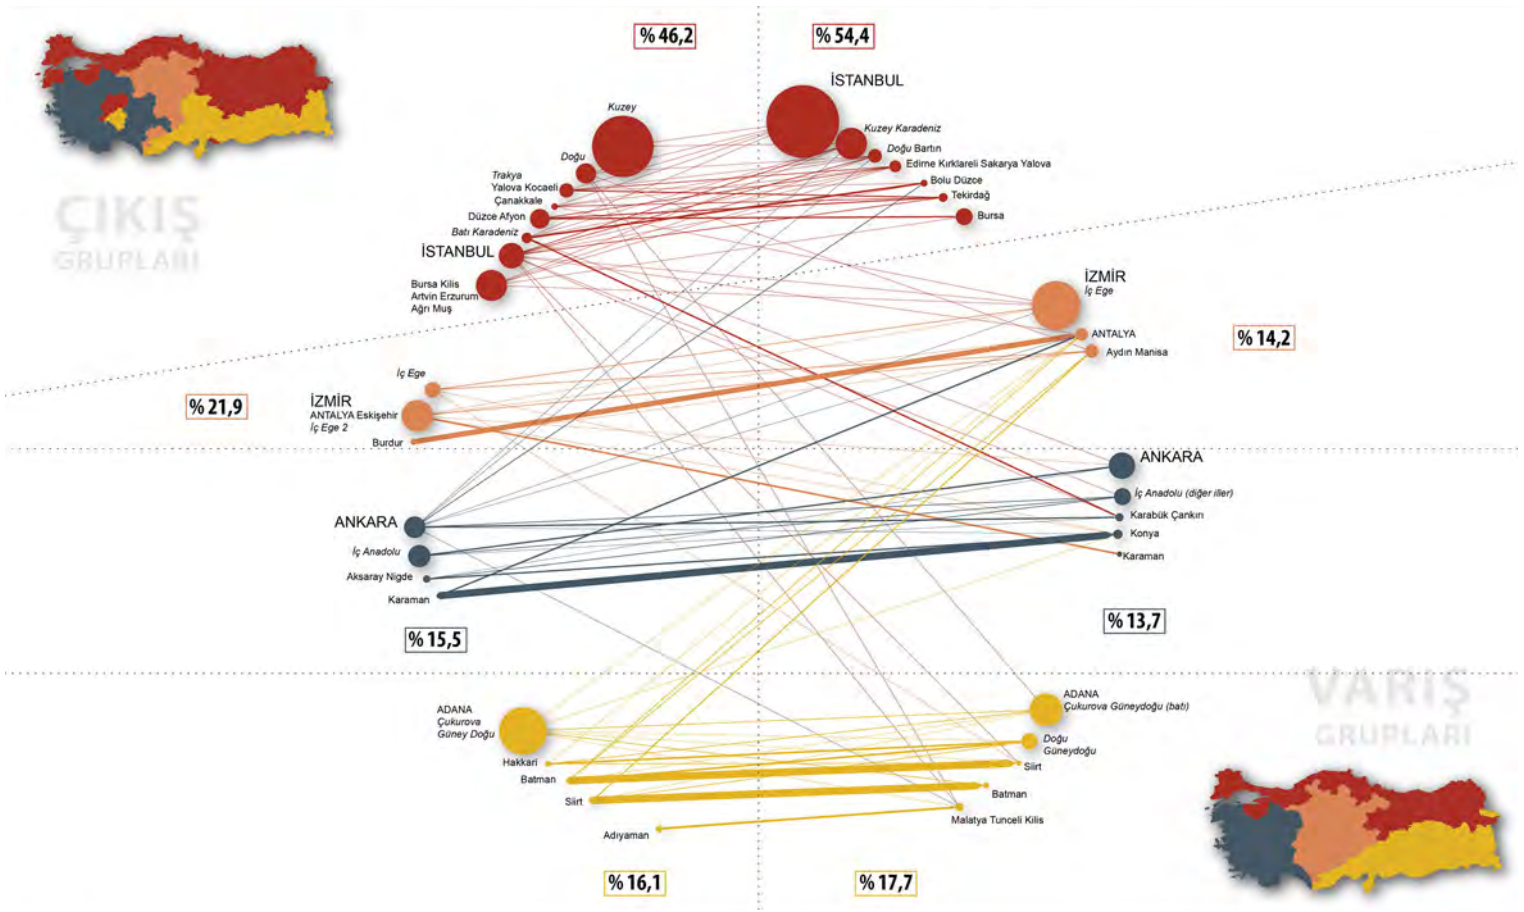 % 46,2
% 54,4
ÇIKIŞ
GRUPLARI
Kuzey
Doğu
Trakya
Yalova Kocaeli
Çanakkale
Düzce Afyon
Batı Karadeniz
İSTANBUL
Bursa Kilis
Artvin Erzurum
Ağrı Muş
İSTANBUL
Kuzey Karadeniz
Doğu Bartın
Edirne Kırklareli Sakarya Yalova
Bolu Düzce
Tekirdağ
Bursa
İZMİR
İç Ege
ANTALYA
Aydın Manisa
% 14,2
% 21,9
İç Ege
İZMİR
ANTALYA Eskişehir
İç Ege 2
Burdur
ANKARA
İç Anadolu
Aksaray Nigde
Karaman
% 15,5
ANKARA
İç Anadolu (diğer iller)
Karabük Çankırı
Konya
Karaman
% 13,7
ADANA
Çukurova
Güney Doğu
Hakkari
Batman
Siirt
Adıyaman
% 16,1
ADANA
Çukurova Güneydoğu (batı)
Doğu
Güneydoğu
Siirt
Batman
Malatya Tunceli Kilis
% 17,7
VARIŞ
GRUPLARI